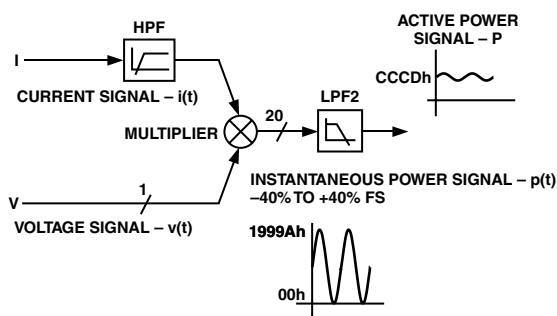 HPF
I
CURRENT SIGNAL – i(t)
MULTIPLIER
20
LPF2
ACTIVE POWER
SIGNAL – P
CCCDh
1
V
VOLTAGE SIGNAL – v(t)
INSTANTANEOUS POWER SIGNAL – p(t)
–40% TO +40% FS
1999Ah
00h